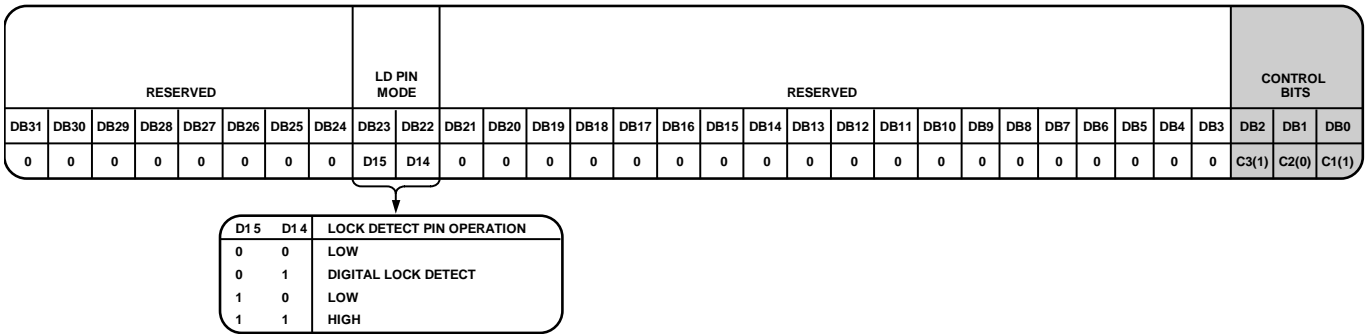 RESERVED
LD PIN
MODE
RESERVED
CONTROL
BITS
DB31 DB30 DB29 DB28 DB27 DB26 DB25 DB24 DB23 DB22 DB21 DB20 DB19 DB18 DB17 DB16 DB15 DB14 DB13 DB12 DB11 DB10 DB9 DB8 DB7 DB6 DB5 DB4 DB3 DB2 DB1 DB0
0 0 0 0 0 0 0 0 D15 D14 0 0 0 0 0 0 0 0 0 0 0 0 0 0 0 0 0 0 0 C3(1) C2(0) C1(1)
D15 D14 LOCK DETECT PIN OPERATION
0 0 LOW
0 1 DIGITAL LOCK DETECT
1 0 LOW
1 1 HIGH